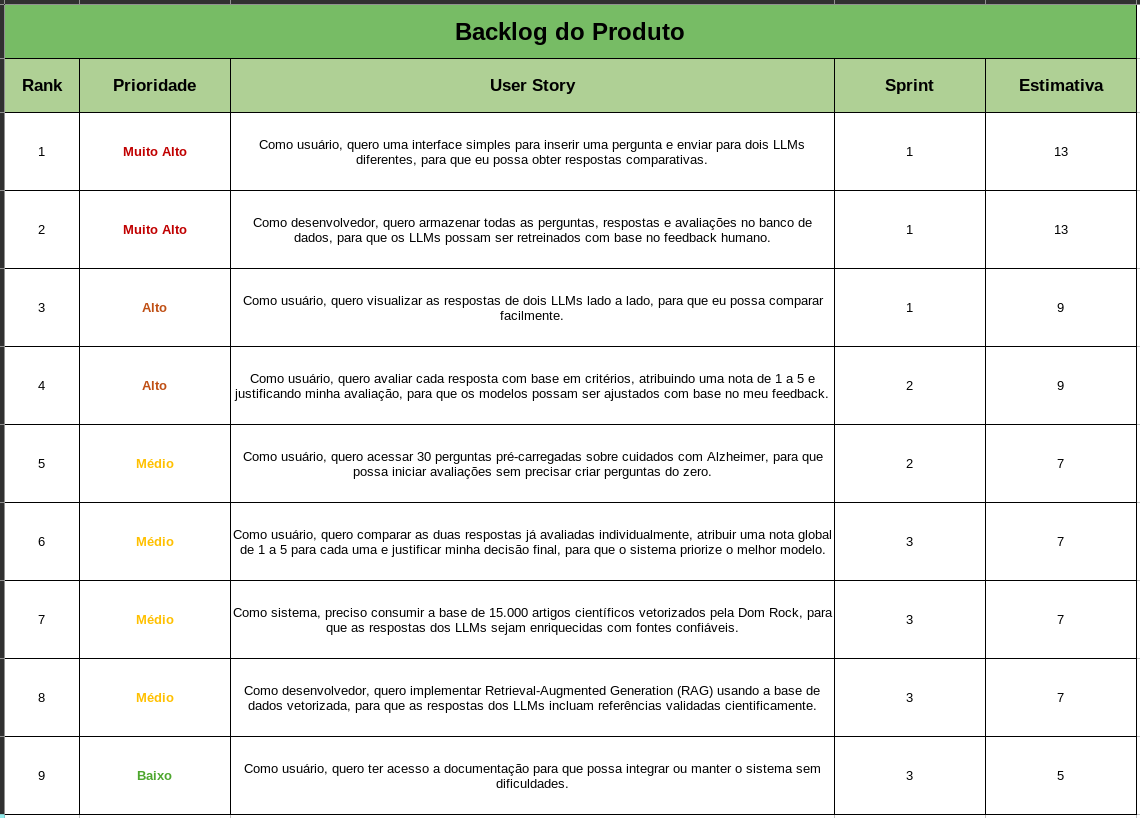 Backlog do Produto
Rank Prioridade User Story Sprint Estimativa
1 Muito Alto Como usuário, quero uma interface simples para inserir uma pergunta e enviar para dois LLMs
diferentes, para que eu possa obter respostas comparativas. 1 13
2 Muito Alto Como desenvolvedor, quero armazenar todas as perguntas, respostas e avaliações no banco de
dados, para que os LLMs possam ser retreinados com base no feedback humano. 1 13
3 Alto Como usuário, quero visualizar as respostas de dois LLMs lado a lado, para que eu possa comparar
facilmente. 1 9
4 Alto Como usuário, quero avaliar cada resposta com base em critérios, atribuindo uma nota de 1 a 5 e
justificando minha avaliação, para que os modelos possam ser ajustados com base no meu feedback. 2 9
5 Médio Como usuário, quero acessar 30 perguntas pré-carregadas sobre cuidados com Alzheimer, para que
possa iniciar avaliações sem precisar criar perguntas do zero. 2 7
6 Médio Como usuário, quero comparar as duas respostas já avaliadas individualmente, atribuir uma nota global
de 1 a 5 para cada uma e justificar minha decisão final, para que o sistema priorize o melhor modelo. 3 7
7 Médio Como sistema, preciso consumir a base de 15.000 artigos científicos vetorizados pela Dom Rock, para
que as respostas dos LLMs sejam enriquecidas com fontes confiáveis. 3 7
8 Médio Como desenvolvedor, quero implementar Retrieval-Augmented Generation (RAG) usando a base de
dados vetorizada, para que as respostas dos LLMs incluam referências validadas cientificamente. 3 7
9 Baixo Como usuário, quero ter acesso a documentação para que possa integrar ou manter o sistema sem
dificuldades. 3 5